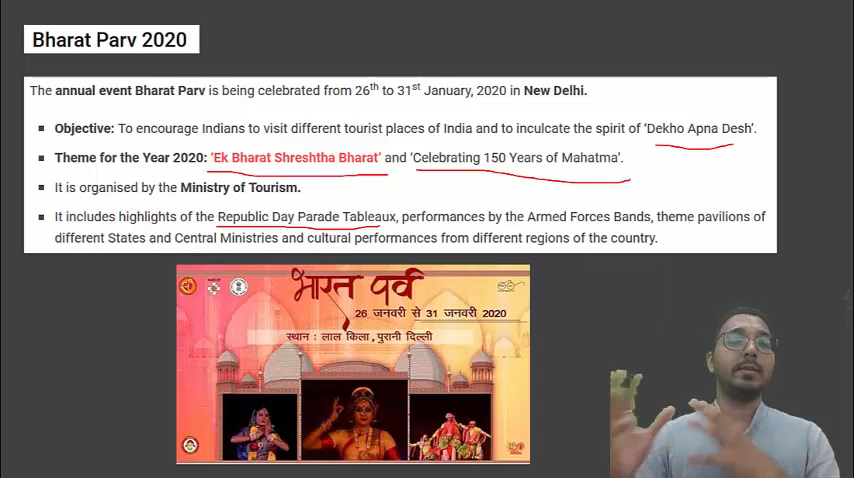 Bharat Parv 2020
The annual event Bharat Parv is being celebrated from 26th to 31st January, 2020 in New Delhi.
▪ Objective: To encourage Indians to visit different tourist places of India and to inculcate the spirit of ‘Dekho Apna Desh’.
▪ Theme for the Year 2020: ‘Ek Bharat Shreshtha Bharat’ and ‘Celebrating 150 Years of Mahatma’.
▪ It is organised by the Ministry of Tourism.
▪ It includes highlights of the Republic Day Parade Tableaux, performances by the Armed Forces Bands, theme pavilions of
different States and Central Ministries and cultural performances from different regions of the country.
भारत पर्व
26 जनवरी से 31 जनवरी 2020
स्थान : लाल किला, पुरानी दिल्ली